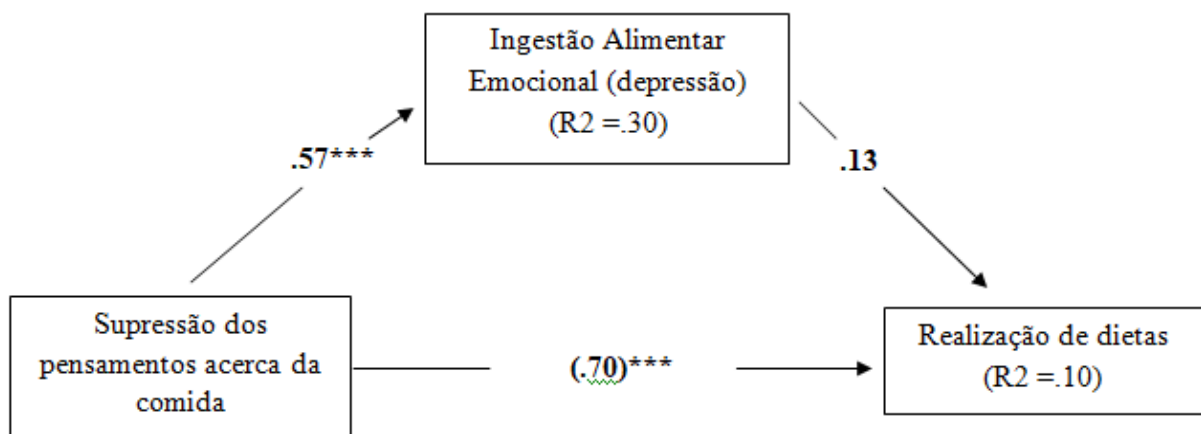 Ingestão Alimentar
Emocional (depressão)
(R2 =.30)
.57***
.13
Supressão dos
pensamentos acerca da
comida
(.70)***
Realização de dietas
(R2 =.10)